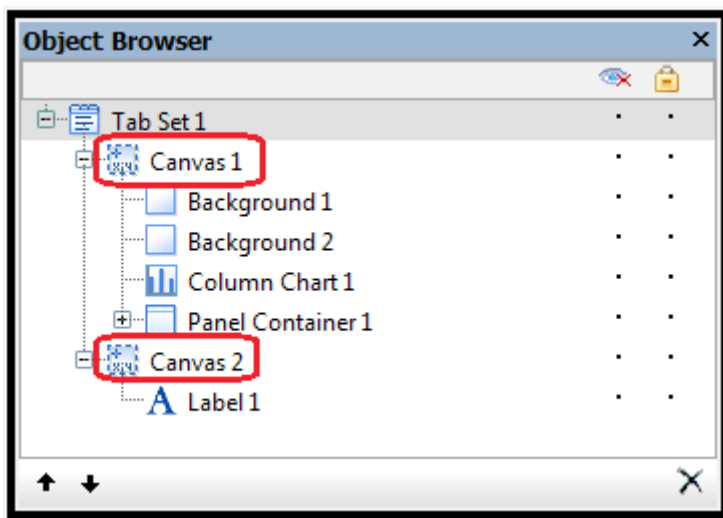 Object Browser
Tab Set 1
Canvas 1
Background 1
Background 2
Column Chart 1
Panel Container 1
Canvas 2
A Label 1